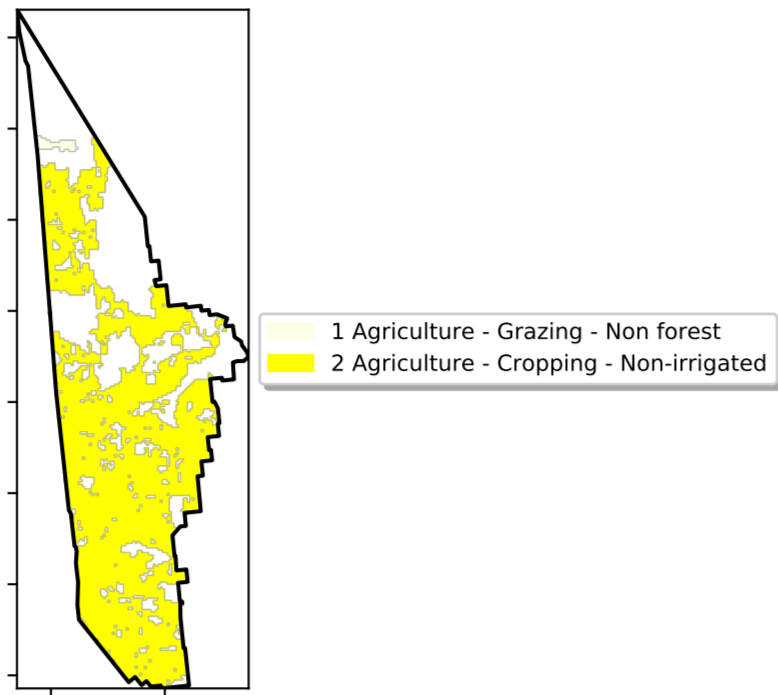 1 Agriculture - Grazing - Non forest
2 Agriculture - Cropping - Non-irrigated